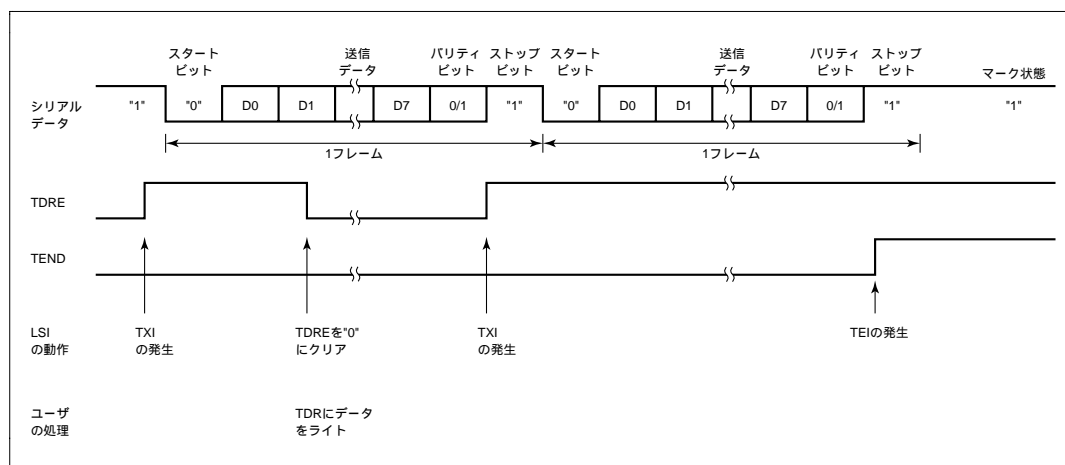 スタート
ビット
送信
データ
パリティ
ビット
ストップ
ビット
スタート
ビット
送信
データ
パリティ
ビット
ストップ
ビット
マーク状態
シリアル
データ
"1" "0" D0 D1 D7 0/1 "1" "0" D0 D1 D7 0/1 "1" "1"
1フレーム 1フレーム
TDRE
TEND
LSI
の動作
TXI
の発生
TDREを"0"
にクリア
TXI
の発生
TEIの発生
ユーザ
の処理
TDRにデータ
をライト